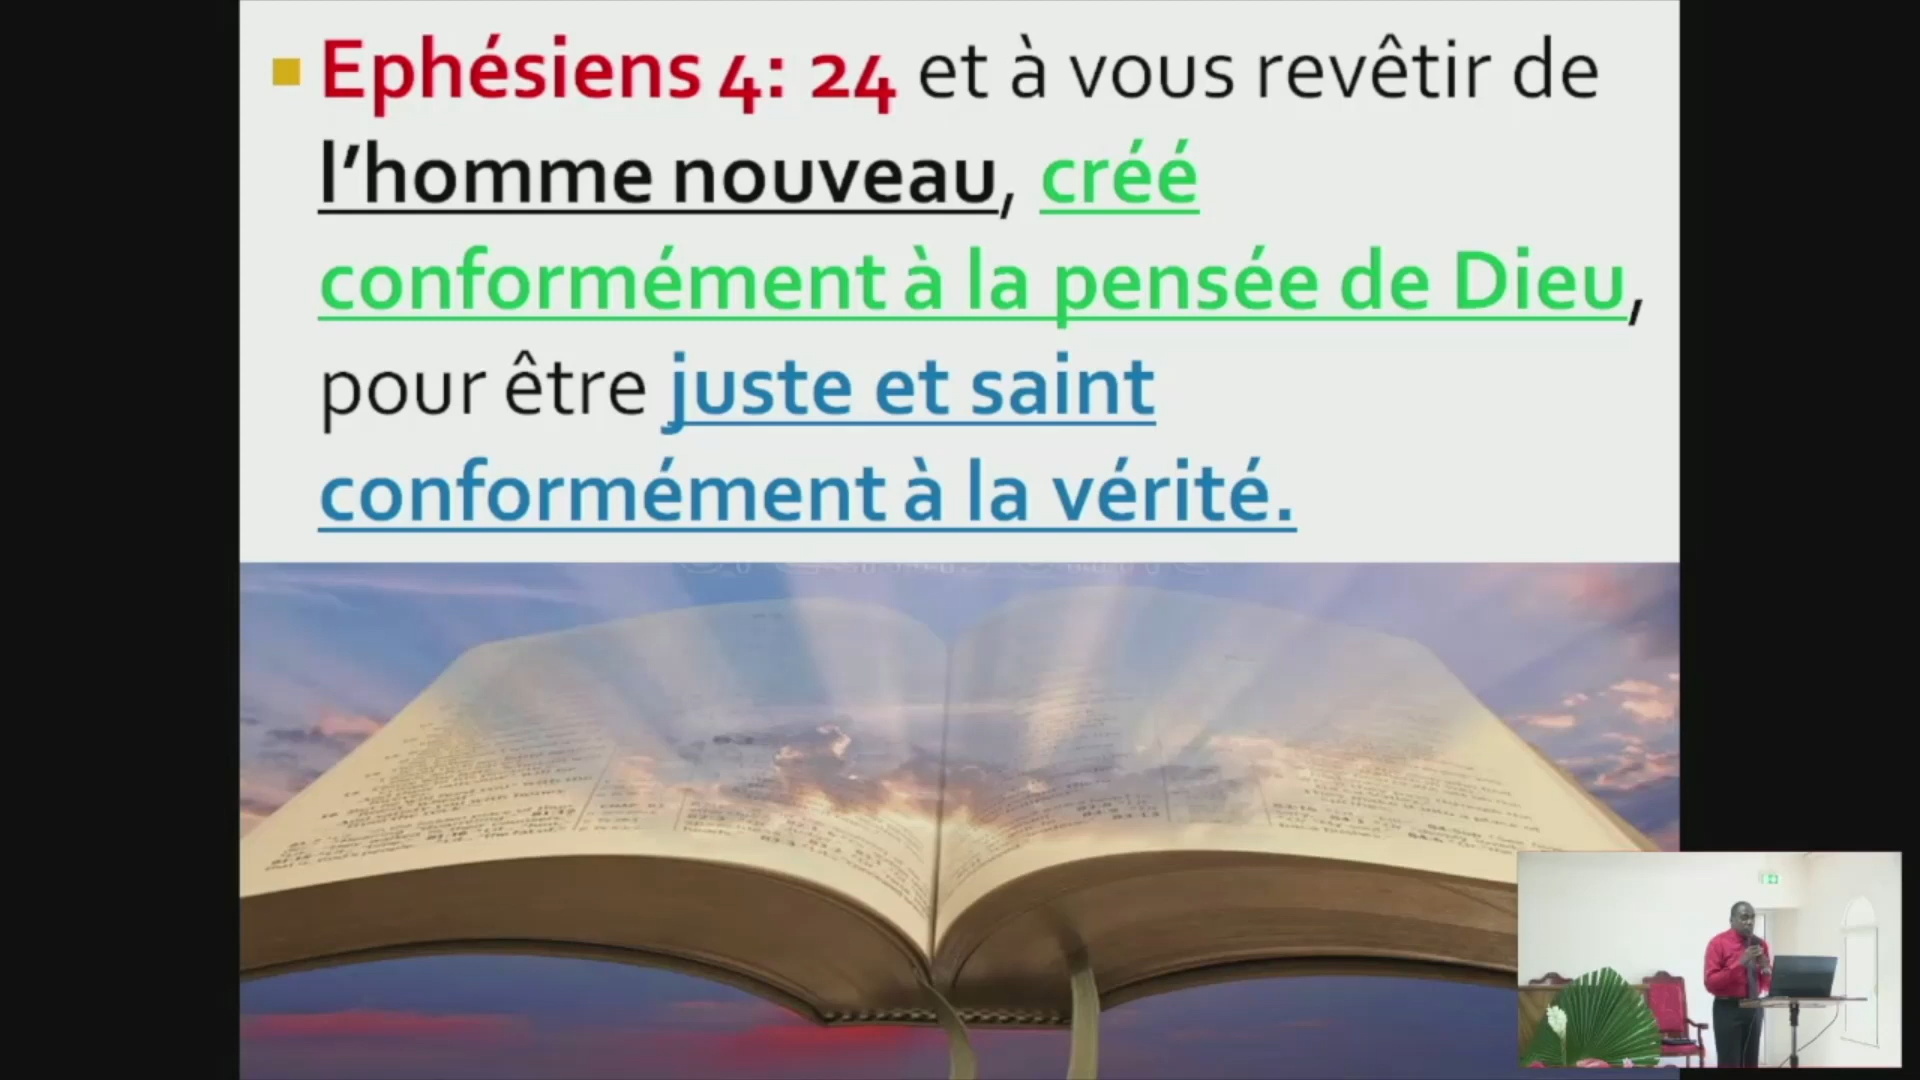 Ephésiens 4: 24 et à vous revêtir de
l’homme nouveau, créé
conformément à la pensée de Dieu,
pour être juste et saint
conformément à la vérité.